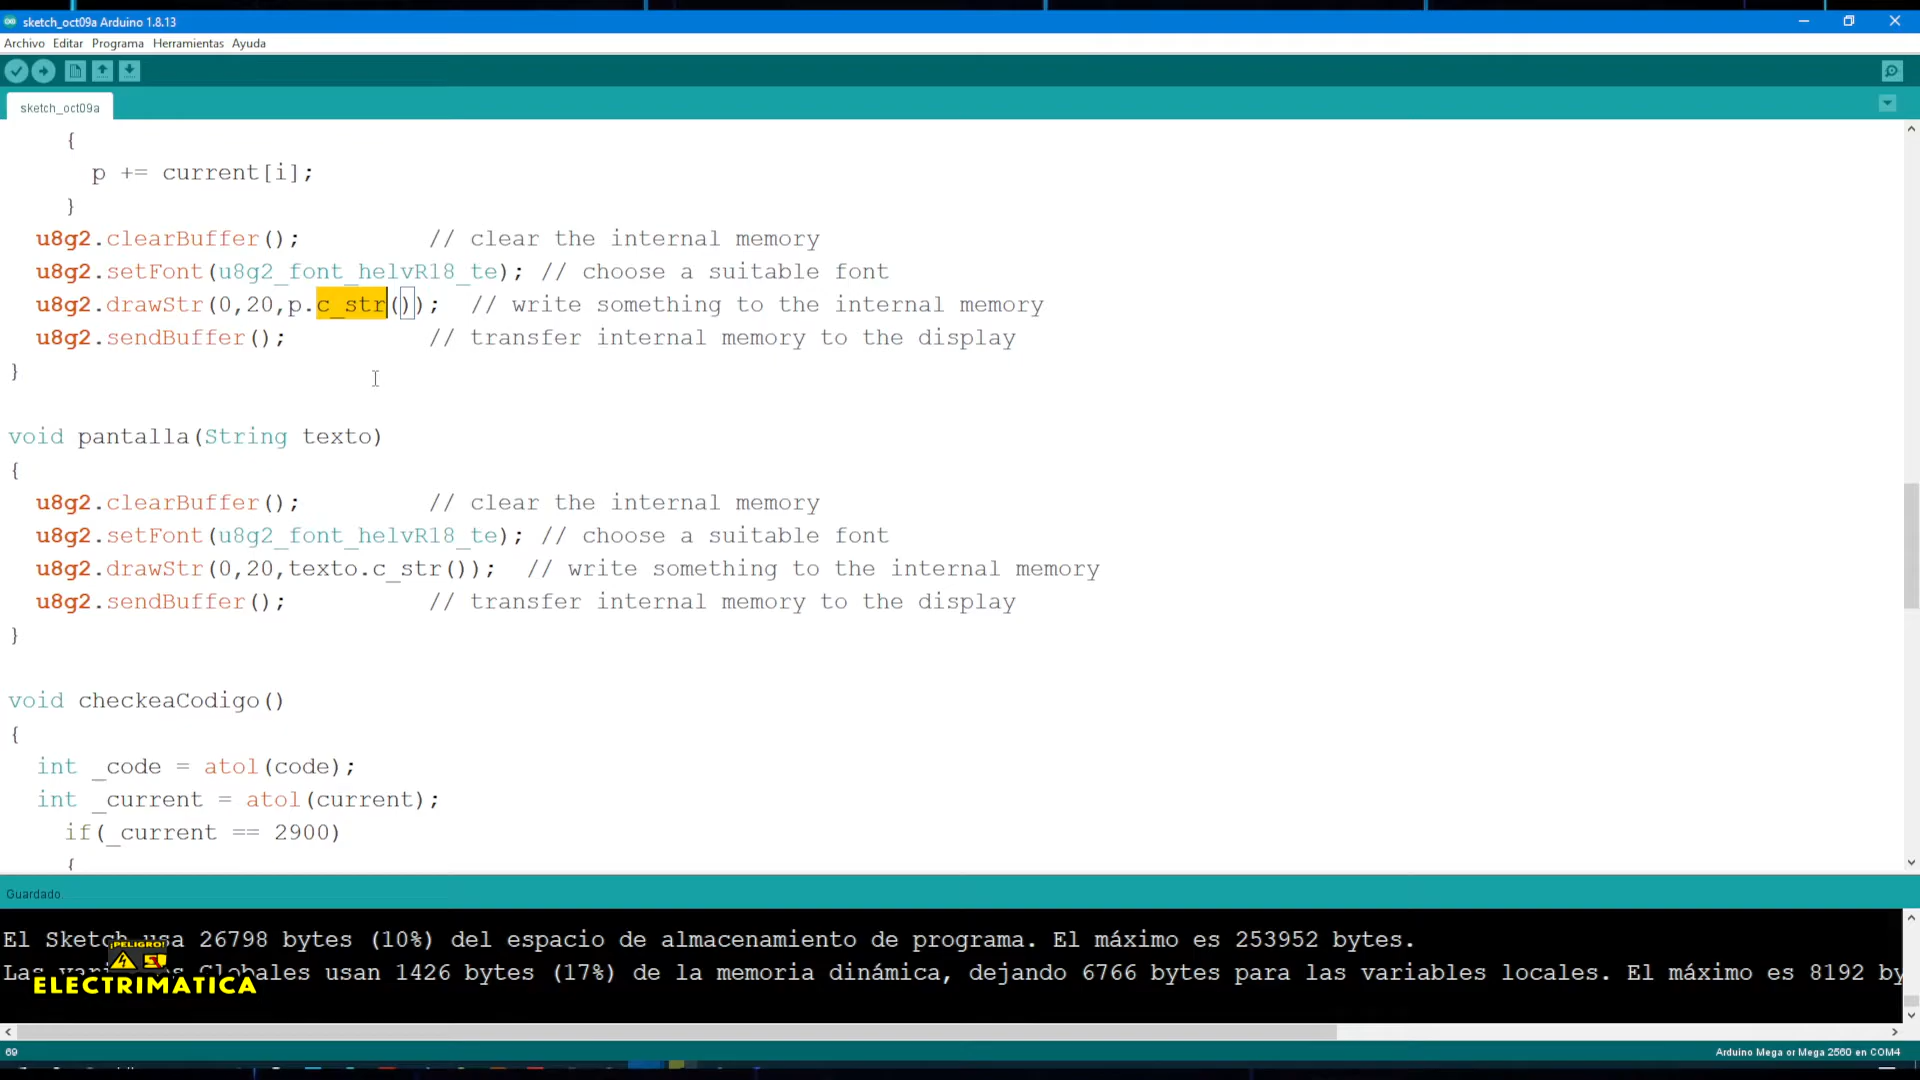 sketch_oct09a Arduino 1.8.13
Archivo Editar Programa Herramientas Ayuda
sketch_oct09a
{
p += current[i];
}
u8g2.clearBuffer(); // clear the internal memory
u8g2.setFont(u8g2_font_helvR18_te); // choose a suitable font
u8g2.drawStr(0,20,p.c_str()); // write something to the internal memory
u8g2.sendBuffer(); // transfer internal memory to the display
}
void pantalla(String texto)
{
u8g2.clearBuffer(); // clear the internal memory
u8g2.setFont(u8g2_font_helvR18_te); // choose a suitable font
u8g2.drawStr(0,20,texto.c_str()); // write something to the internal memory
u8g2.sendBuffer(); // transfer internal memory to the display
}
void checkeaCodigo()
{
int _code = atol(code);
int _current = atol(current);
if(_current == 2900)
{
Guardado.
El Sketch usa 26798 bytes (10%) del espacio de almacenamiento de programa. El máximo es 253952 bytes.
Las Globales usan 1426 bytes (17%) de la memoria dinámica, dejando 6766 bytes para las variables locales. El máximo es 8192 by
¡PELIGRO!
ELECTRIMATICA
69
Arduino Mega or Mega 2560 en COM4